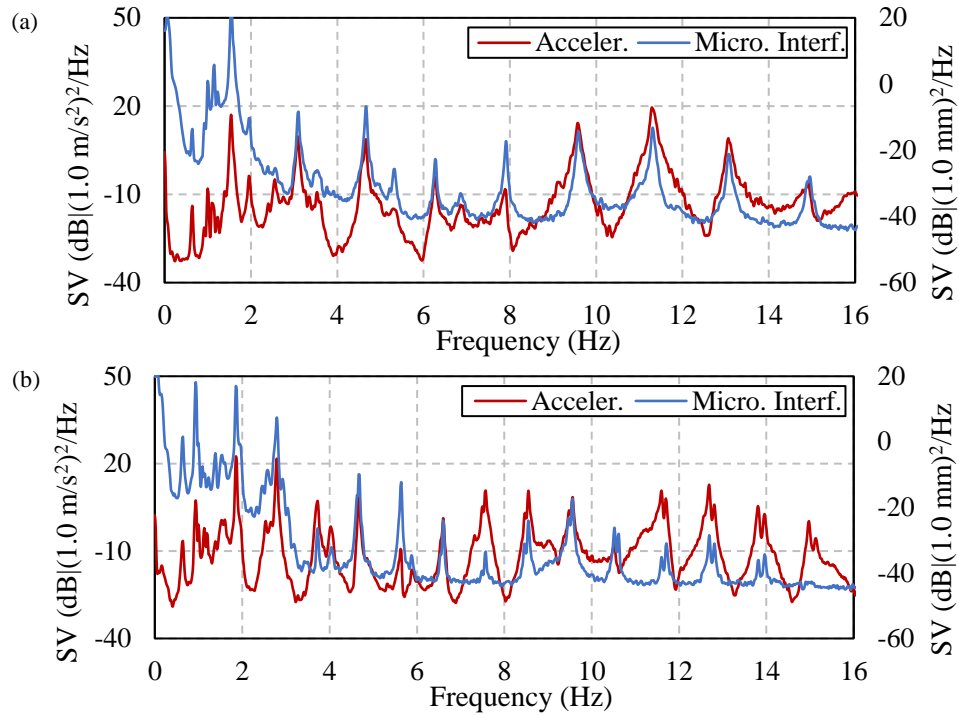 (a)
50
20
-10
-40
SV (dB|(1.0 m/s²)²/Hz
Acceler.
Micro. Interf.
20
0
-20
-40
-60
SV (dB|(1.0 mm)²/Hz
0 2 4 6 8 10 12 14 16
Frequency (Hz)
(b)
50
20
-10
-40
SV (dB|(1.0 m/s²)²/Hz
Acceler.
Micro. Interf.
20
0
-20
-40
-60
SV (dB|(1.0 mm)²/Hz
0 2 4 6 8 10 12 14 16
Frequency (Hz)